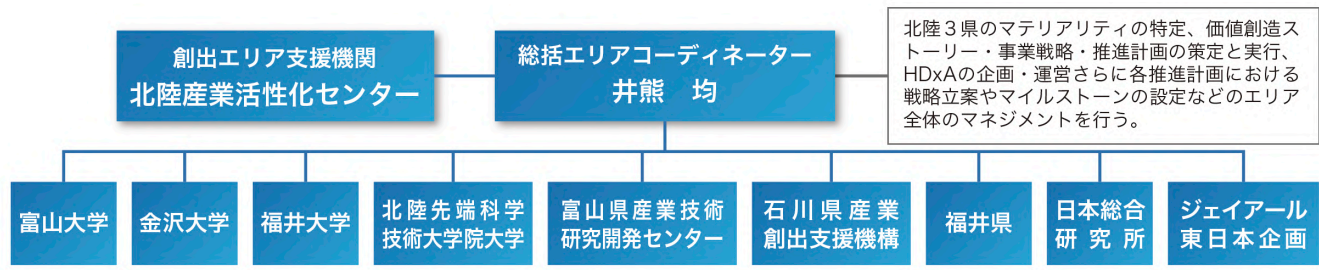 創出エリア支援機関
北陸産業活性化センター
総括エリアコーディネーター
井熊 均
北陸3県のマテリアリティの特定、価値創造ス
トーリー・事業戦略・推進計画の策定と実行、
HDxAの企画・運営さらに各推進計画における
戦略立案やマイルストーンの設定などのエリア
全体のマネジメントを行う。
富山大学
金沢大学
福井大学
北陸先端科学
技術大学院大学
富山県産業技術
研究開発センター
石川県産業
創出支援機構
福井県
日本総合
研究所
ジェイアール
東日本企画